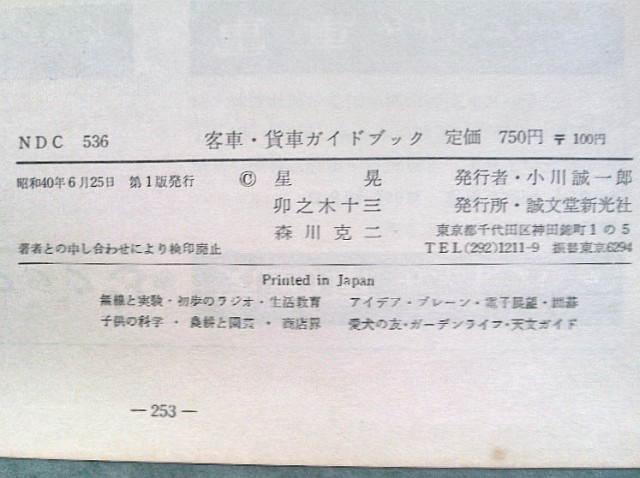 NDC 536 客車・貨車ガイドブック 定価 750円 〒100円
昭和40年6月25日 第1版発行 © 星 晃 発行者・小川誠一郎
卯之木十三 発行所・誠文堂新光社
森川克二 東京都千代田区神田錦町1の5
著者との申し合わせにより検印廃止 TEL(292)1211-9 振替東京6294
Printed in Japan
無線と実験・初歩のラジオ・生活教育 アイデア・ブレーン・電子展望・囲碁
子供の科学・農耕と園芸・商店界 愛犬の友・ガーデンライフ・天文ガイド
—253—